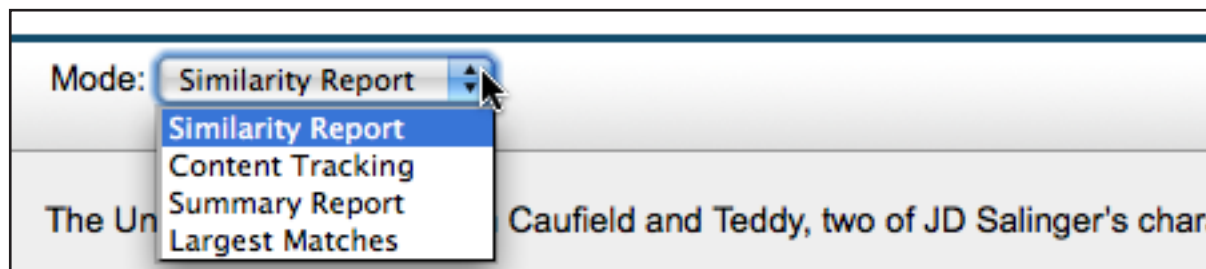 Mode: Similarity Report
Similarity Report
Content Tracking
Summary Report
Largest Matches
The Un Caufield and Teddy, two of JD Salinger's char